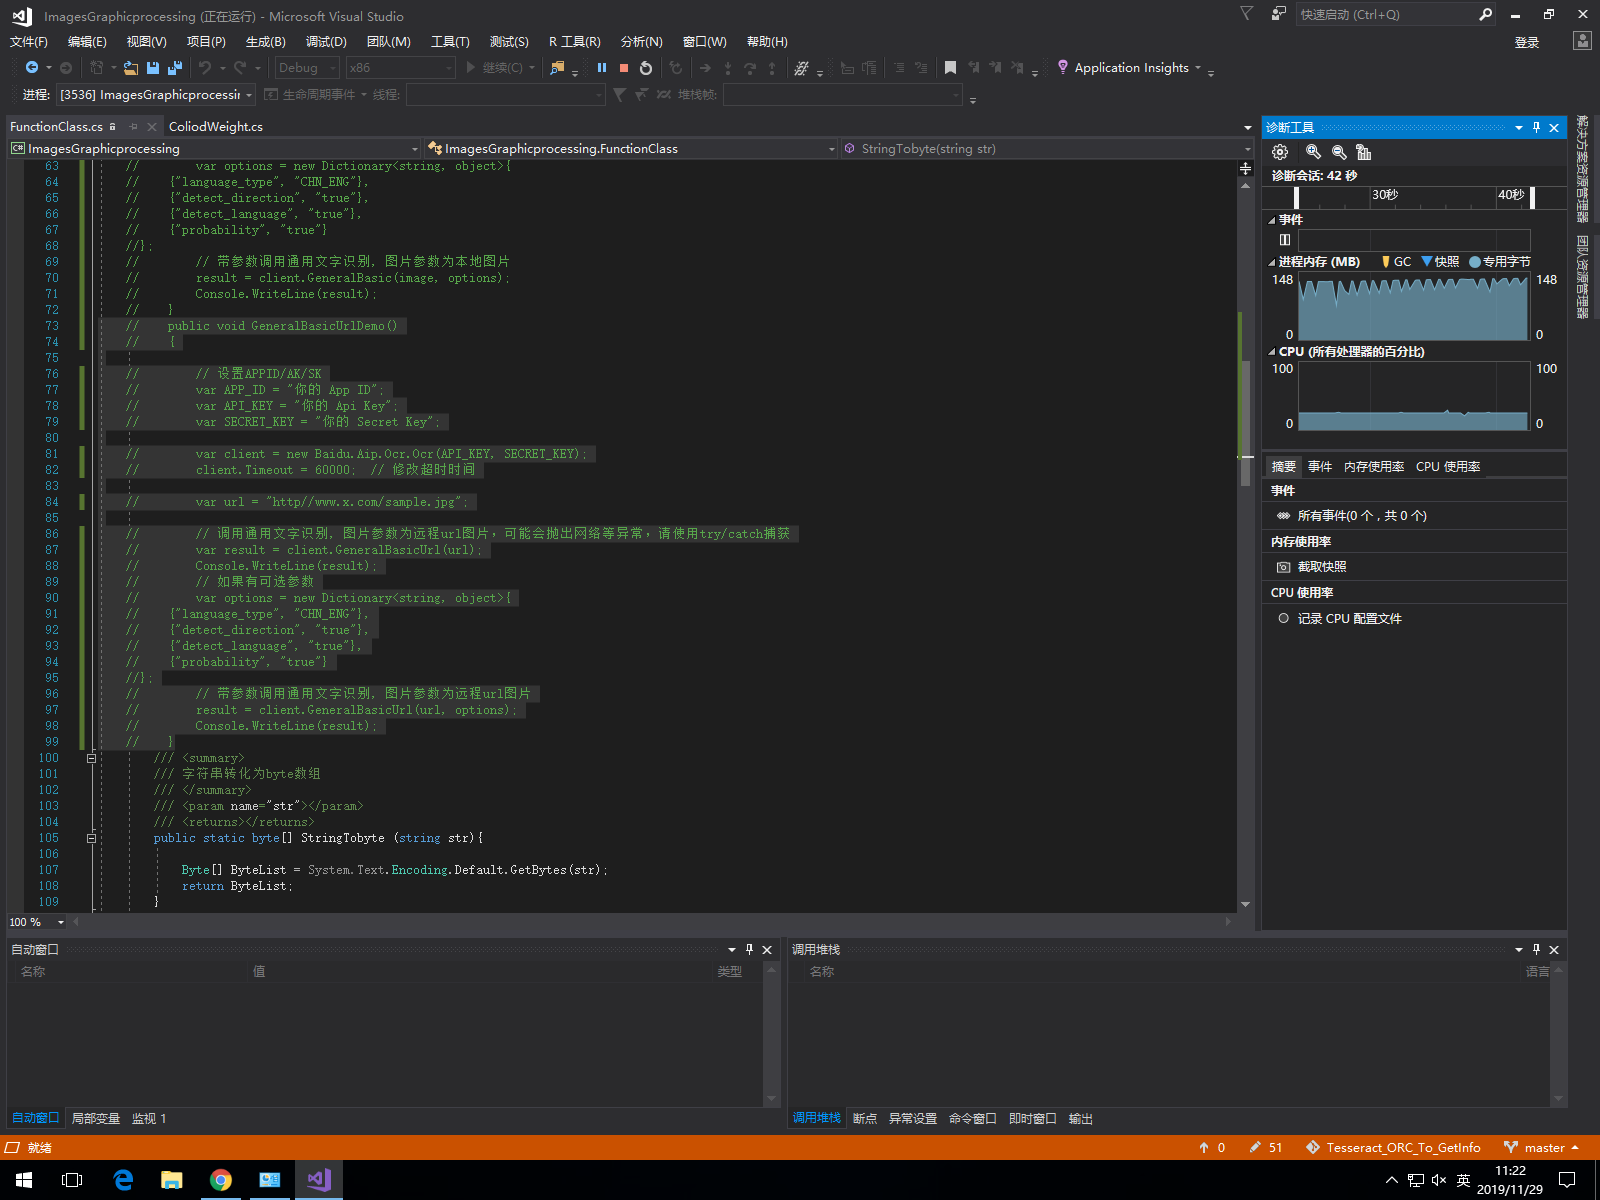 ImagesGraphicprocessing (正在运行) - Microsoft Visual Studio
快速启动 (Ctrl+Q)
文件(F) 编辑(E) 视图(V) 项目(P) 生成(B) 调试(D) 团队(M) 工具(T) 测试(S) R 工具(R) 分析(N) 窗口(W) 帮助(H)
登录
Debug x86 继续(C) Application Insights
进程: [3536] ImagesGraphicprocessin 生命周期事件 线程: 堆栈帧:
FunctionClass.cs ColiodWeight.cs
C# ImagesGraphicprocessing ImagesGraphicprocessing.FunctionClass StringTobyte(string str)
63 // var options = new Dictionary<string, object>{
64 // {"language_type", "CHN_ENG"},
65 // {"detect_direction", "true"},
66 // {"detect_language", "true"},
67 // {"probability", "true"}
68 //};
69 // // 带参数调用通用文字识别, 图片参数为本地图片
70 // result = client.GeneralBasic(image, options);
71 // Console.WriteLine(result);
72 // }
73 // public void GeneralBasicUrlDemo()
74 // {
75
76 // // 设置APPID/AK/SK
77 // var APP_ID = "你的 App ID";
78 // var API_KEY = "你的 Api Key";
79 // var SECRET_KEY = "你的 Secret Key";
80
81 // var client = new Baidu.Aip.Ocr.Ocr(API_KEY, SECRET_KEY);
82 // client.Timeout = 60000; // 修改超时时间
83
84 // var url = "http//www.x.com/sample.jpg";
85
86 // // 调用通用文字识别, 图片参数为远程url图片，可能会抛出网络等异常，请使用try/catch捕获
87 // var result = client.GeneralBasicUrl(url);
88 // Console.WriteLine(result);
89 // // 如果有可选参数
90 // var options = new Dictionary<string, object>{
91 // {"language_type", "CHN_ENG"},
92 // {"detect_direction", "true"},
93 // {"detect_language", "true"},
94 // {"probability", "true"}
95 //};
96 // // 带参数调用通用文字识别, 图片参数为远程url图片
97 // result = client.GeneralBasicUrl(url, options);
98 // Console.WriteLine(result);
99 // }
100 /// <summary>
101 /// 字符串转化为byte数组
102 /// </summary>
103 /// <param name="str"></param>
104 /// <returns></returns>
105 public static byte[] StringTobyte (string str){
106
107 Byte[] ByteList = System.Text.Encoding.Default.GetBytes(str);
108 return ByteList;
109 }
100 %
诊断工具
诊断会话: 42 秒
30秒 40秒
事件
进程内存 (MB) GC 快照 专用字节
148 148
0 0
CPU (所有处理器的百分比)
100 100
0 0
摘要 事件 内存使用率 CPU 使用率
事件
所有事件(0 个，共 0 个)
内存使用率
截取快照
CPU 使用率
记录 CPU 配置文件
解决方案资源管理器
团队资源管理器
自动窗口
名称 值 类型
自动窗口 局部变量 监视 1
调用堆栈
名称 语言
调用堆栈 断点 异常设置 命令窗口 即时窗口 输出
就绪 0 51 Tesseract_ORC_To_GetInfo master
英 11:22
2019/11/29